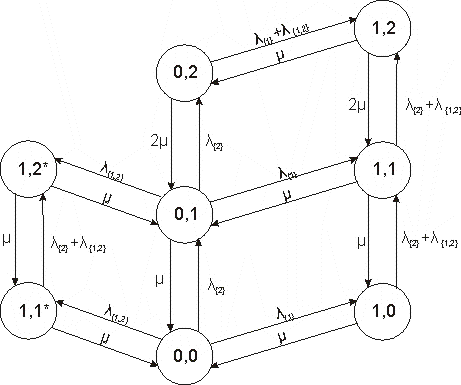 λ{1}+λ{1,2}
1,2
μ
0,2
2μ
λ{2}
2μ
λ{2}+λ{1,2}
1,2*
λ{1,2}
μ
λ{1}
1,1
0,1
μ
μ
λ{2}+λ{1,2}
μ
λ{2}
μ
λ{2}+λ{1,2}
1,1*
λ{1,2}
μ
λ{1}
1,0
0,0
μ